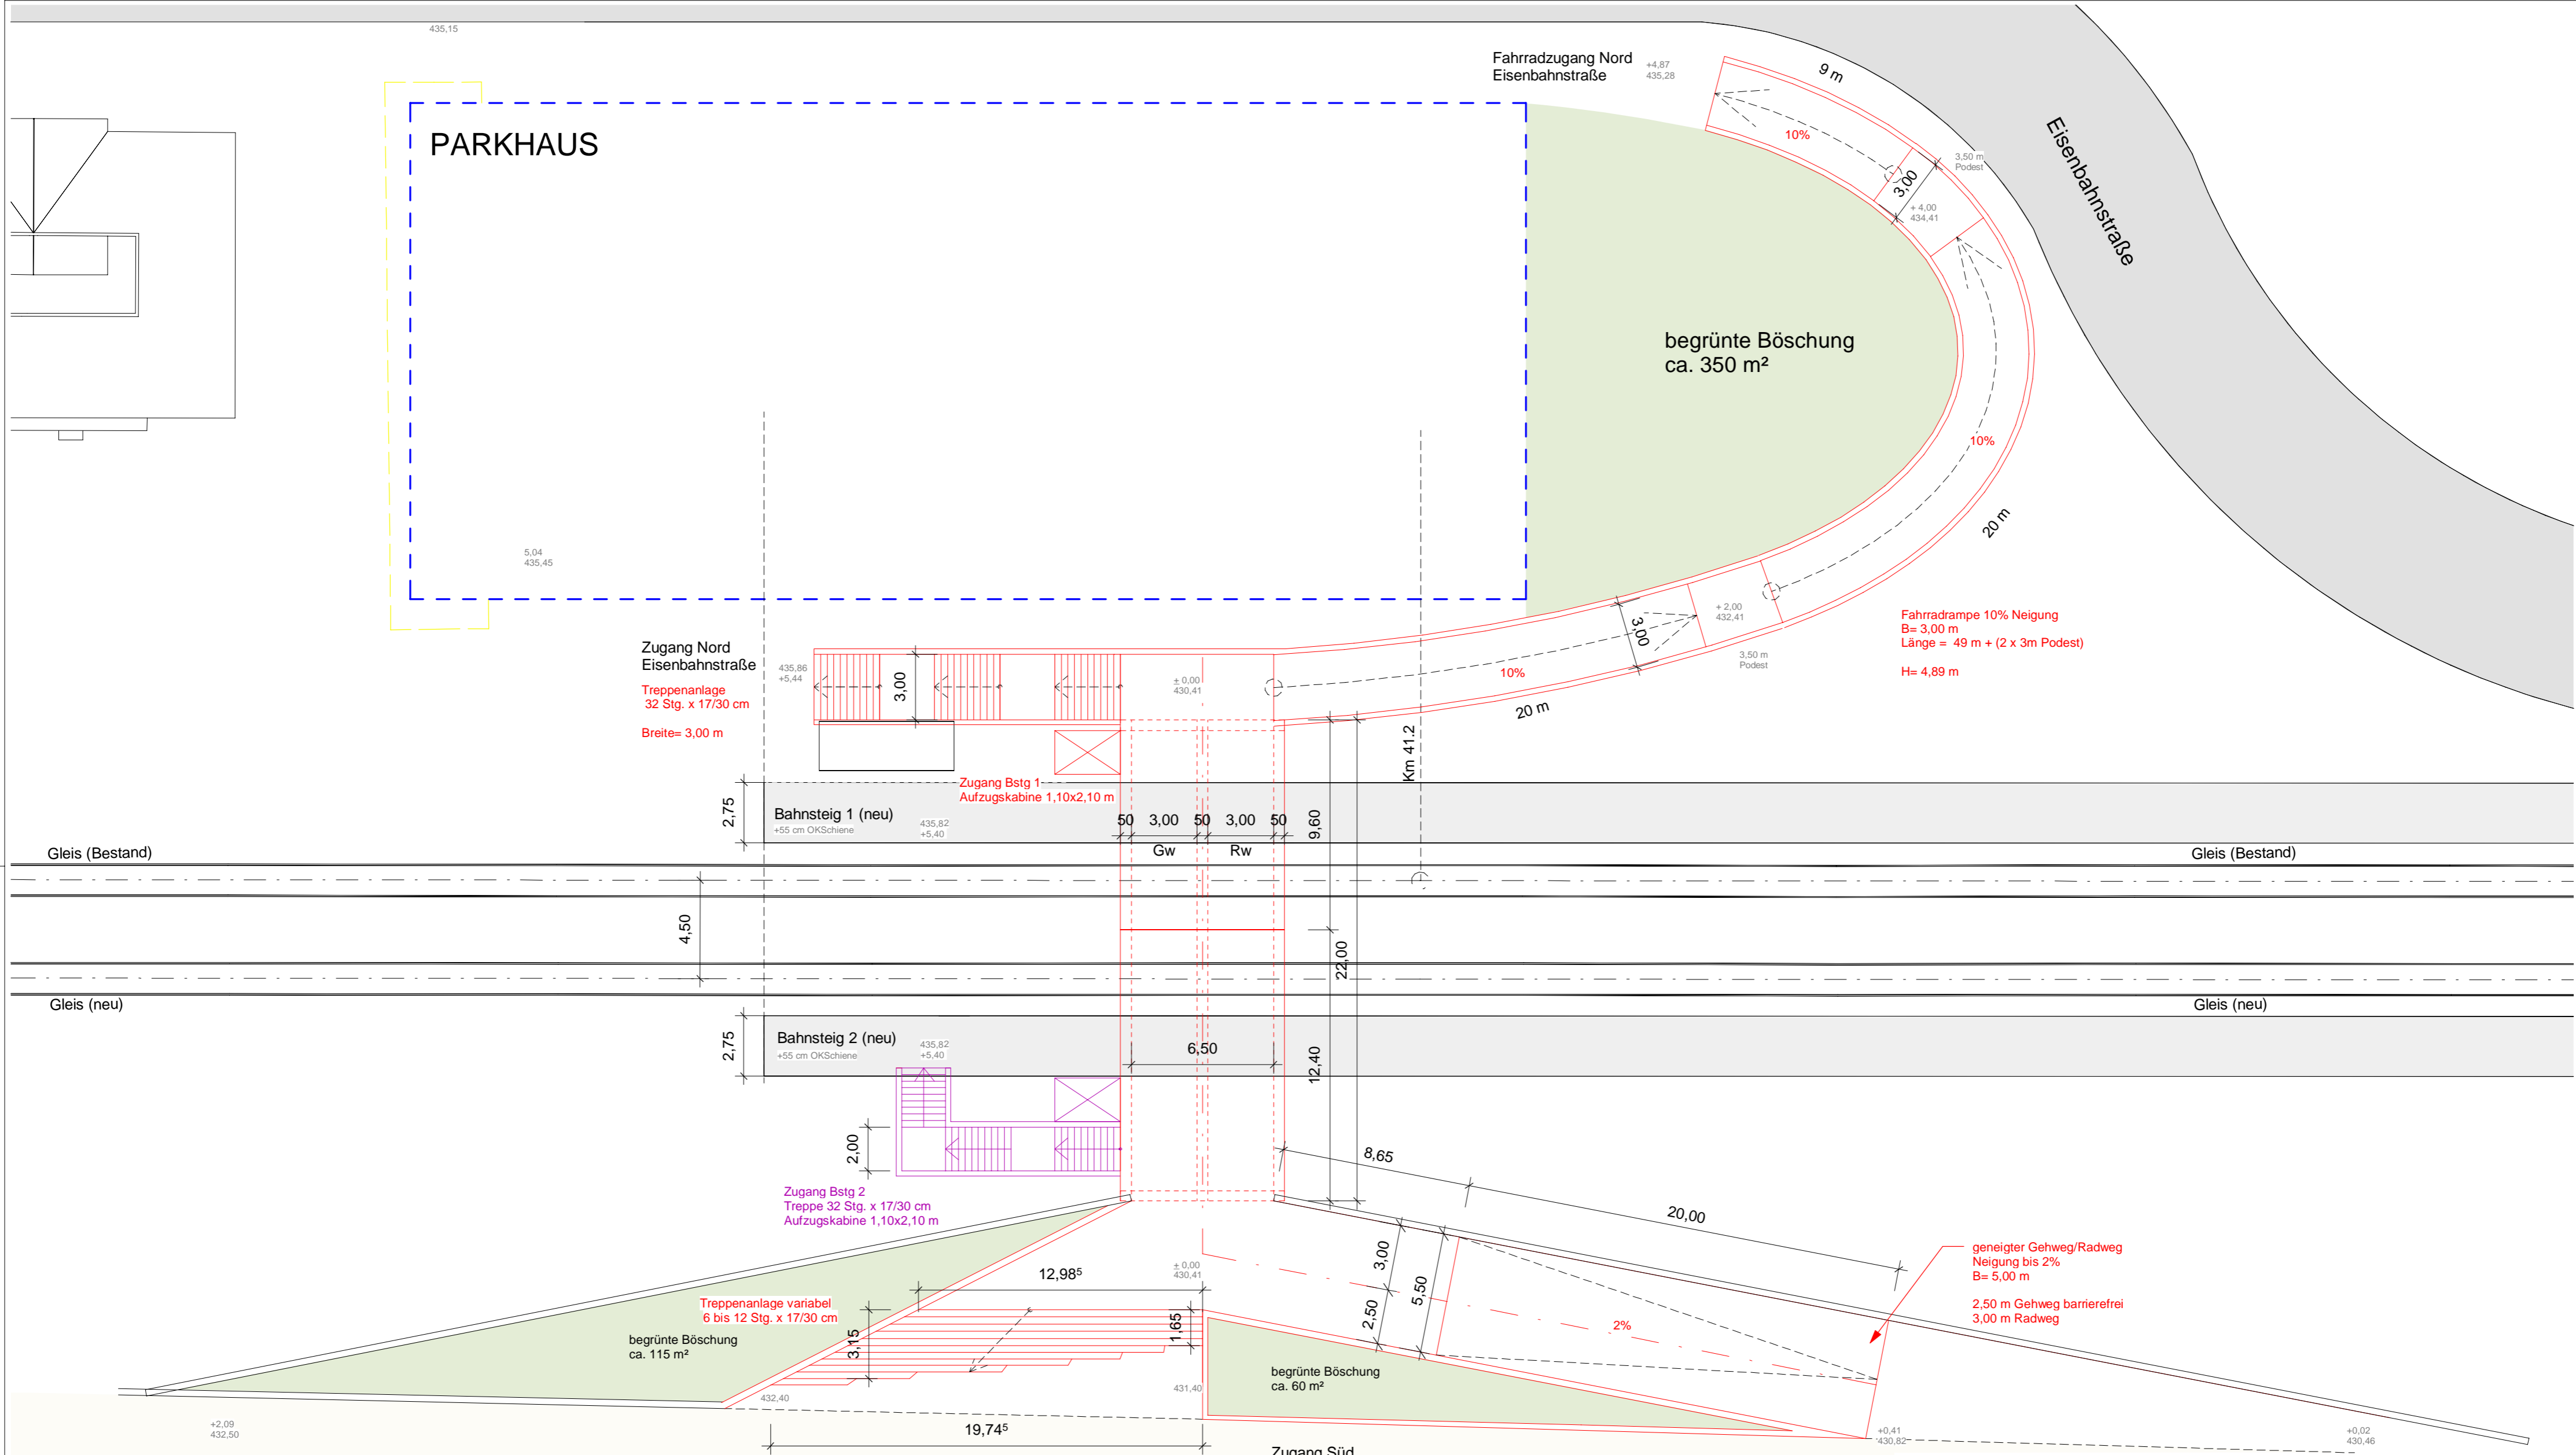 435,15
Fahrradzugang Nord
Eisenbahnstraße
+4,87
435,28
9 m
PARKHAUS
10%
3,50 m
Podest
3,00
+ 4,00
434,41
Eisenbahnstraße
begrünte Böschung
ca. 350 m²
10%
20 m
5,04
435,45
Zugang Nord
Eisenbahnstraße
Treppenanlage
32 Stg. x 17/30 cm
Breite= 3,00 m
435,86
+5,44
3,00
± 0,00
430,41
10%
20 m
3,00
+ 2,00
432,41
3,50 m
Podest
Fahrradrampe 10% Neigung
B= 3,00 m
Länge = 49 m + (2 x 3m Podest)
H= 4,89 m
Km 41.2
Zugang Bstg 1
Aufzugskabine 1,10x2,10 m
2,75
Bahnsteig 1 (neu)
+55 cm OKSchiene
435,82
+5,40
50 3,00 50 3,00 50
Gw Rw
9,60
Gleis (Bestand)
Gleis (Bestand)
4,50
22,00
Gleis (neu)
Gleis (neu)
2,75
Bahnsteig 2 (neu)
+55 cm OKSchiene
435,82
+5,40
6,50
12,40
2,00
Zugang Bstg 2
Treppe 32 Stg. x 17/30 cm
Aufzugskabine 1,10x2,10 m
8,65
20,00
3,00
5,50
2,50
2%
geneigter Gehweg/Radweg
Neigung bis 2%
B= 5,00 m
2,50 m Gehweg barrierefrei
3,00 m Radweg
12,98⁵
± 0,00
430,41
Treppenanlage variabel
6 bis 12 Stg. x 17/30 cm
3,15
1,65
begrünte Böschung
ca. 115 m²
begrünte Böschung
ca. 60 m²
432,40
431,40
+2,09
432,50
19,74⁵
+0,41
430,82
+0,02
430,46
Zugang Süd